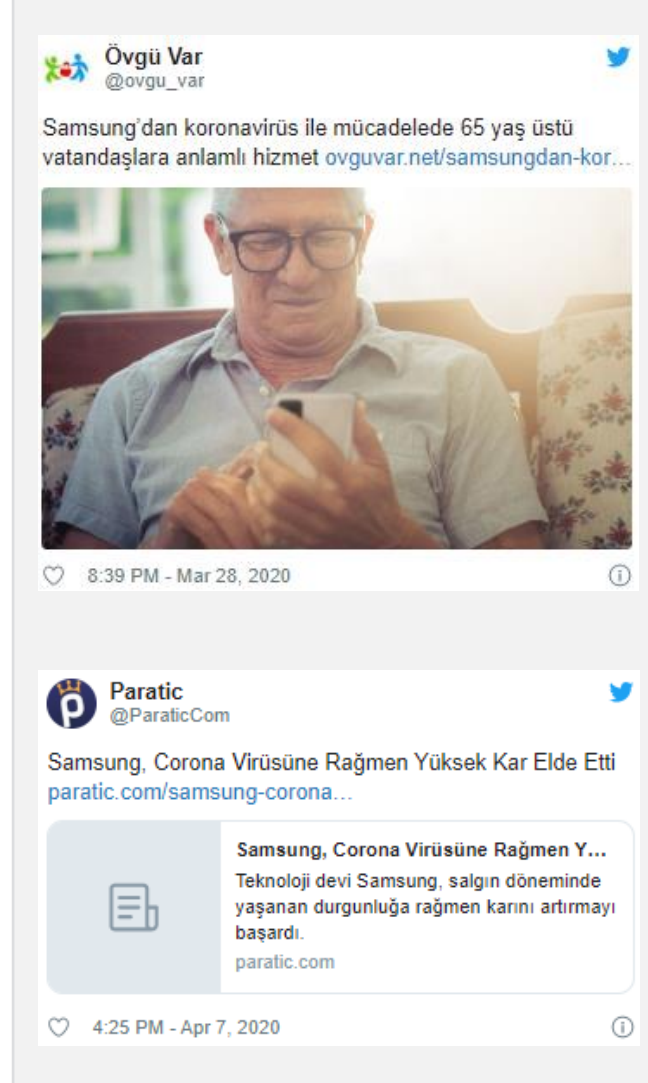 Övgü Var
@ovgu_var
Samsung'dan koronavirüs ile mücadelede 65 yaş üstü
vatandaşlara anlamlı hizmet ovguvar.net/samsungdan-kor…
8:39 PM - Mar 28, 2020
Paratic
@ParaticCom
Samsung, Corona Virüsüne Rağmen Yüksek Kar Elde Etti
paratic.com/samsung-corona…
Samsung, Corona Virüsüne Rağmen Y...
Teknoloji devi Samsung, salgın döneminde
yaşanan durgunluğa rağmen karını artırmayı
başardı.
paratic.com
4:25 PM - Apr 7, 2020